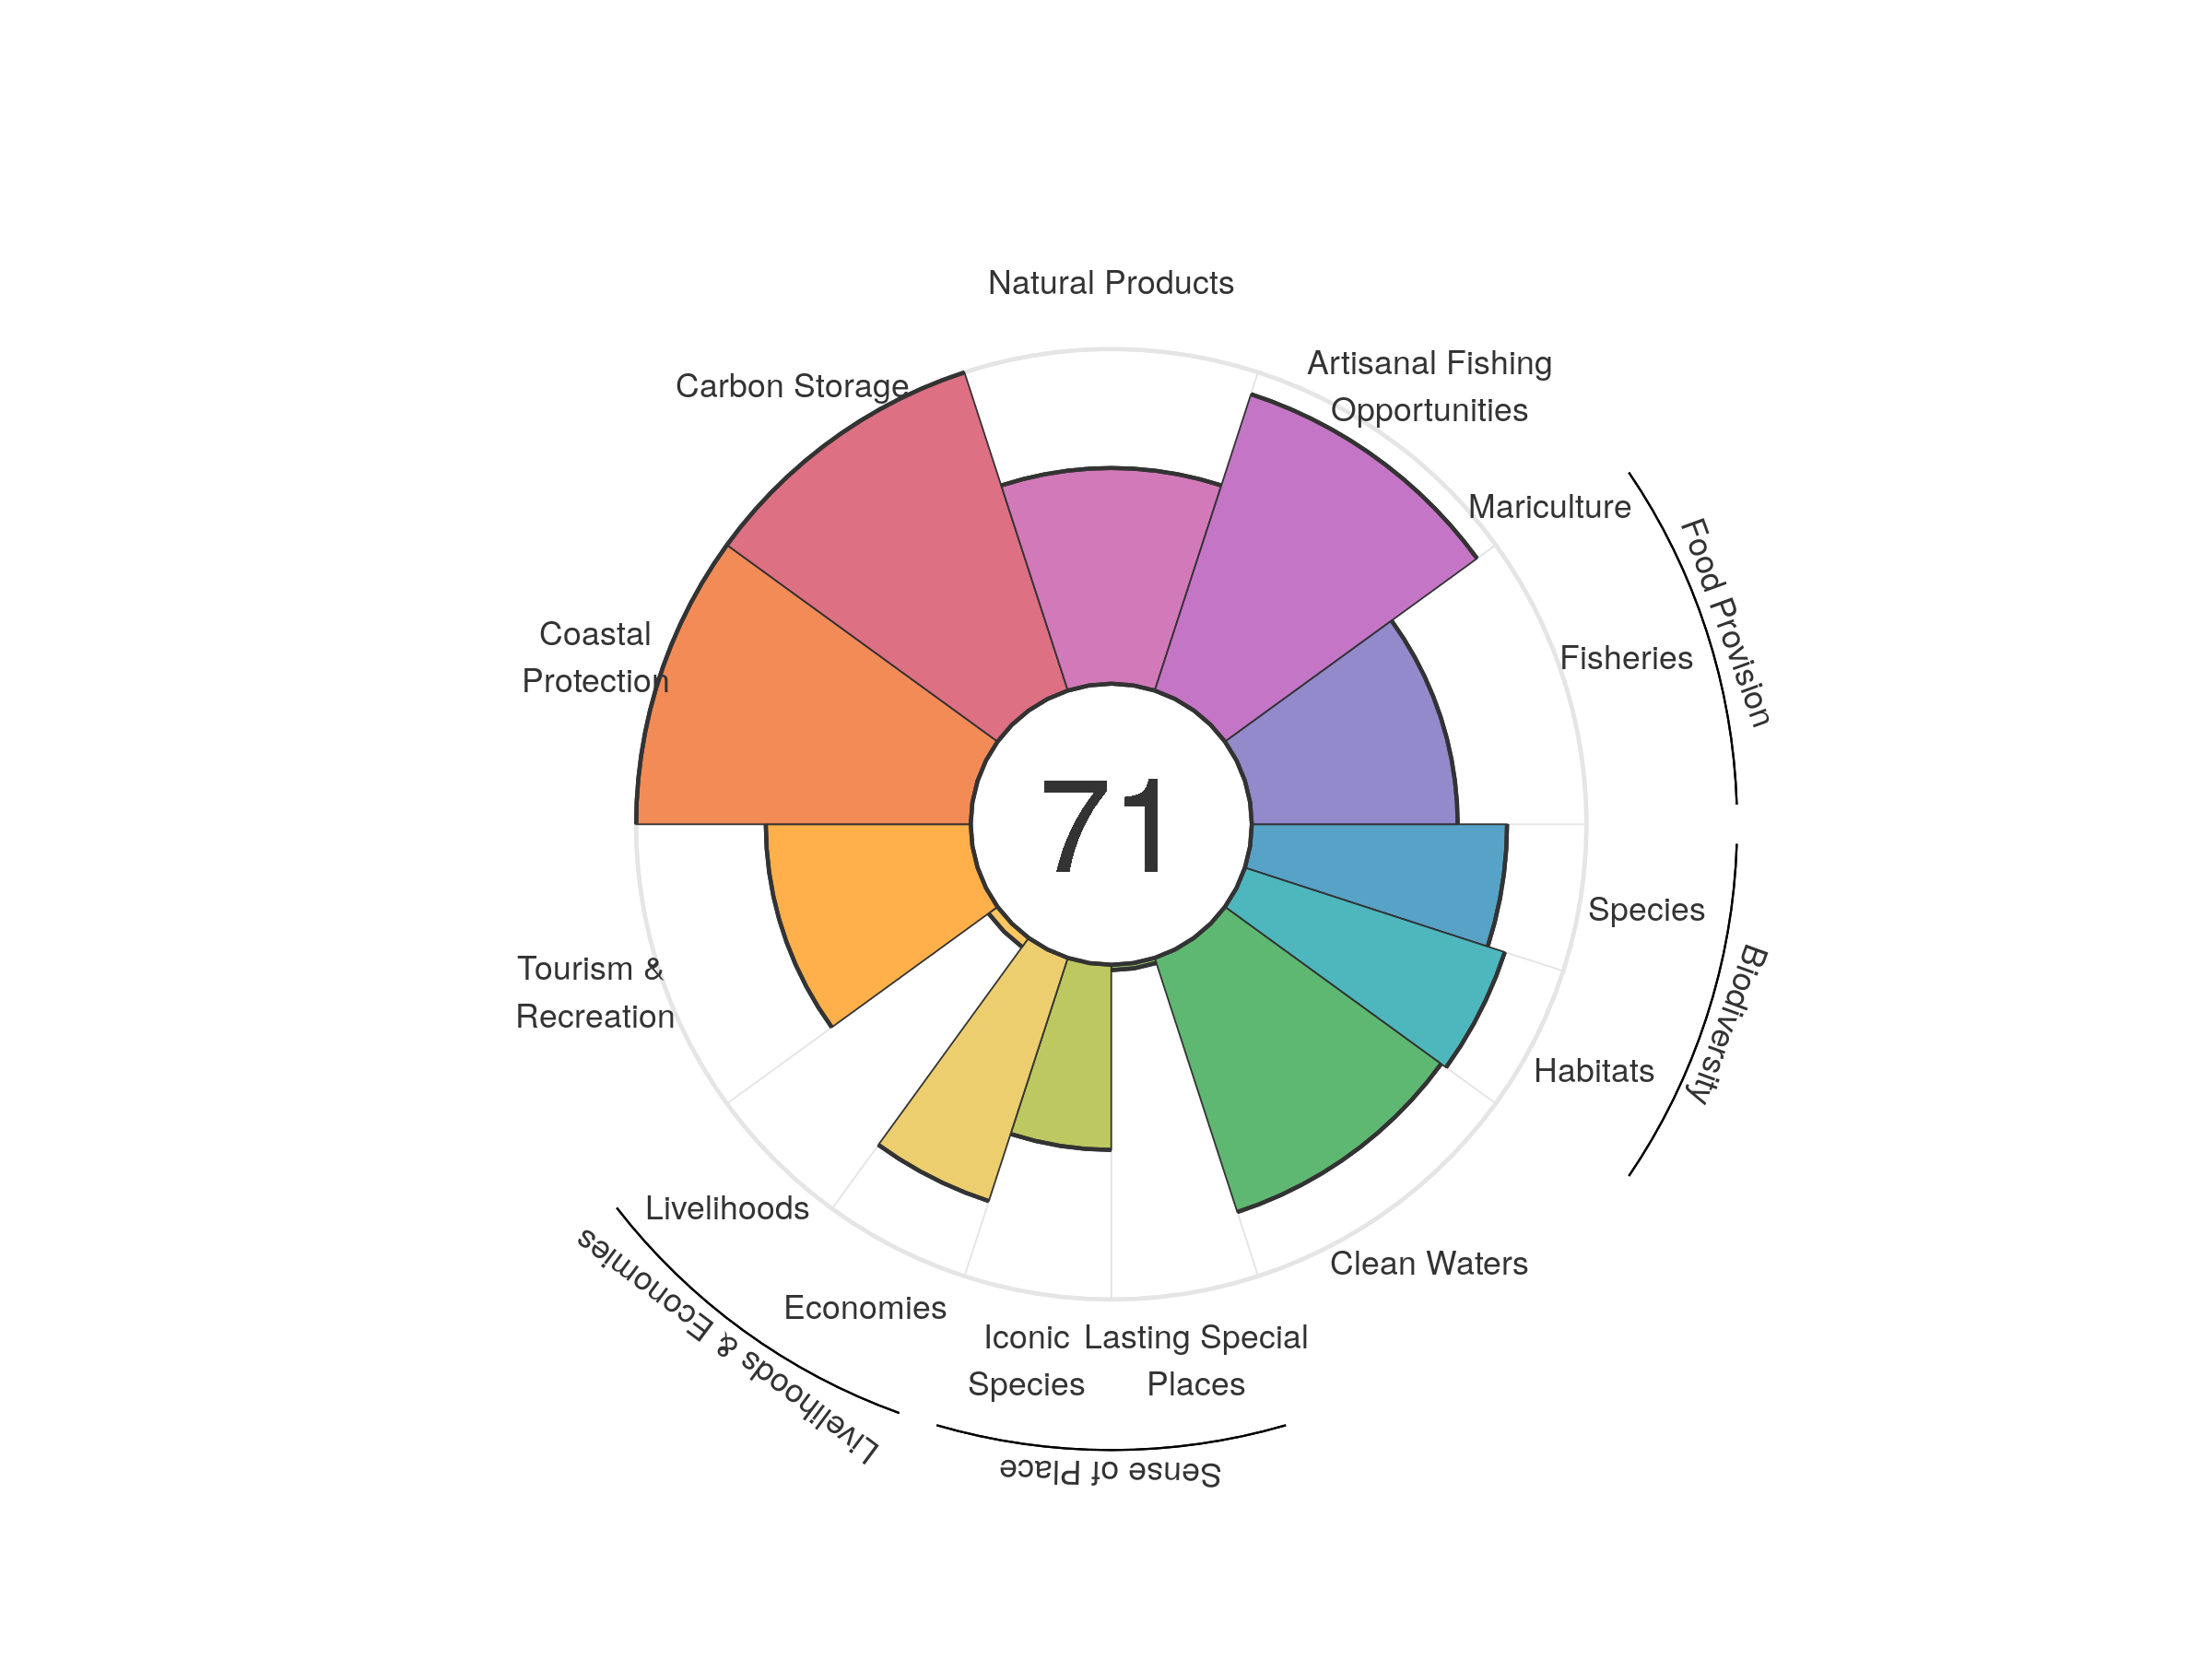 Natural Products
Artisanal Fishing
Opportunities
Carbon Storage
Mariculture
Food Provision
Fisheries
Coastal
Protection
71
Species
Biodiversity
Tourism &
Recreation
Habitats
Livelihoods
Clean Waters
Economies
Livelihoods & Economies
Iconic
Species
Lasting Special
Places
Sense of Place